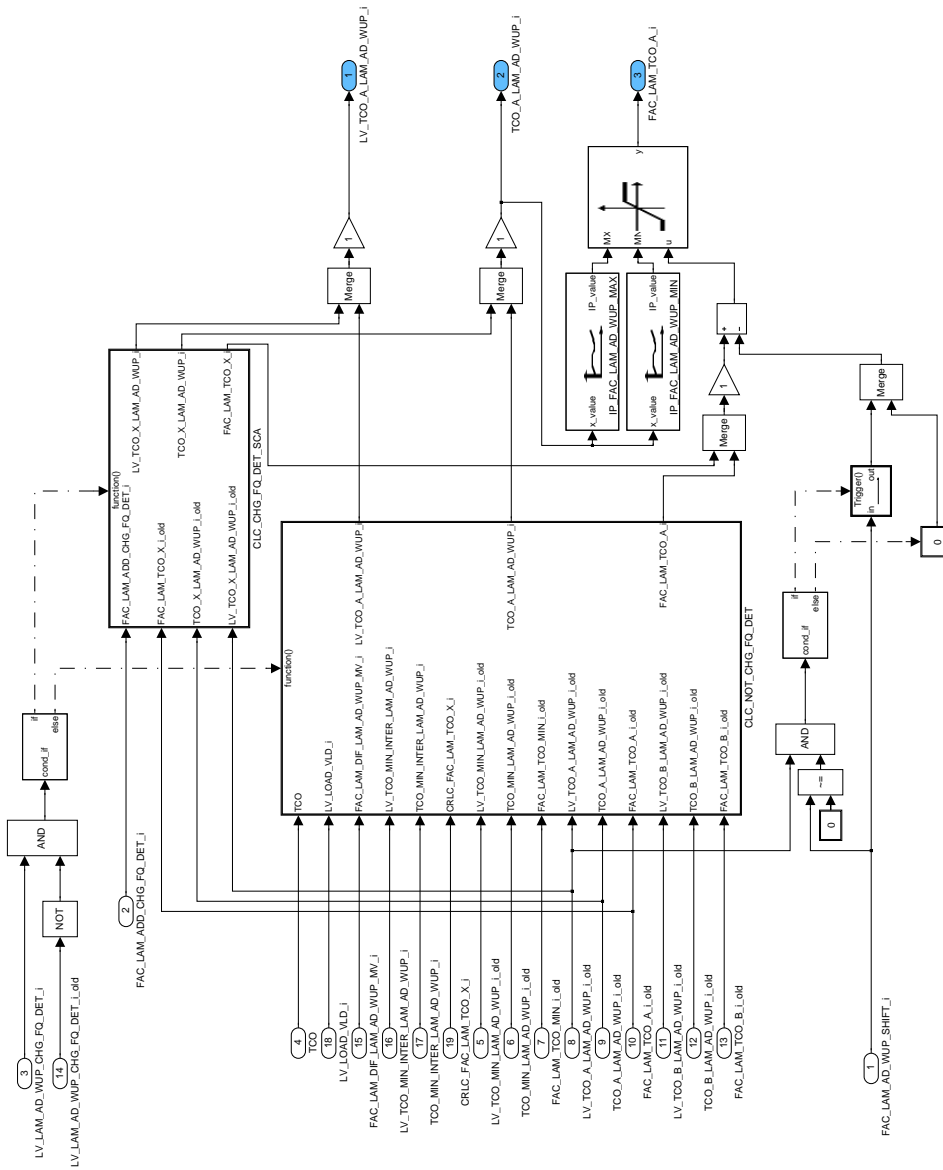 3
LV_LAM_AD_WUP_CHG_FQ_DET_i
14
LV_LAM_AD_WUP_CHG_FQ_DET_i_old
NOT
AND
cond_if
if
else
2
FAC_LAM_ADD_CHG_FQ_DET_i
function()
FAC_LAM_ADD_CHG_FQ_DET_i
FAC_LAM_TCO_X_i_old
TCO_X_LAM_AD_WUP_i_old
LV_TCO_X_LAM_AD_WUP_i_old
LV_TCO_X_LAM_AD_WUP_i
TCO_X_LAM_AD_WUP_i
FAC_LAM_TCO_X_i
CLC_CHG_FQ_DET_SCA
4
TCO
18
LV_LOAD_VLD_i
15
FAC_LAM_DIF_LAM_AD_WUP_MV_i
16
LV_TCO_MIN_INTER_LAM_AD_WUP_i
17
TCO_MIN_INTER_LAM_AD_WUP_i
19
CRLC_FAC_LAM_TCO_X_i
5
LV_TCO_MIN_LAM_AD_WUP_i_old
6
TCO_MIN_LAM_AD_WUP_i_old
7
FAC_LAM_TCO_MIN_i_old
8
LV_TCO_A_LAM_AD_WUP_i_old
9
TCO_A_LAM_AD_WUP_i_old
10
FAC_LAM_TCO_A_i_old
11
LV_TCO_B_LAM_AD_WUP_i_old
12
TCO_B_LAM_AD_WUP_i_old
13
FAC_LAM_TCO_B_i_old
function()
TCO
LV_LOAD_VLD_i
FAC_LAM_DIF_LAM_AD_WUP_MV_i
LV_TCO_MIN_INTER_LAM_AD_WUP_i
TCO_MIN_INTER_LAM_AD_WUP_i
CRLC_FAC_LAM_TCO_X_i
LV_TCO_MIN_LAM_AD_WUP_i_old
TCO_MIN_LAM_AD_WUP_i_old
FAC_LAM_TCO_MIN_i_old
LV_TCO_A_LAM_AD_WUP_i_old
TCO_A_LAM_AD_WUP_i_old
FAC_LAM_TCO_A_i_old
LV_TCO_B_LAM_AD_WUP_i_old
TCO_B_LAM_AD_WUP_i_old
FAC_LAM_TCO_B_i_old
LV_TCO_A_LAM_AD_WUP_i
TCO_A_LAM_AD_WUP_i
FAC_LAM_TCO_A_i
CLC_NOT_CHG_FQ_DET
Merge
1
1
LV_TCO_A_LAM_AD_WUP_i
Merge
1
2
TCO_A_LAM_AD_WUP_i
x_value
IP_value
IP_FAC_LAM_AD_WUP_MAX
x_value
IP_value
IP_FAC_LAM_AD_WUP_MIN
MX
MN
u
y
3
FAC_LAM_TCO_A_i
Merge
1
+
-
1
FAC_LAM_AD_WUP_SHIFT_i
0
~=
AND
cond_if
if
else
Trigger()
in
out
0
Merge